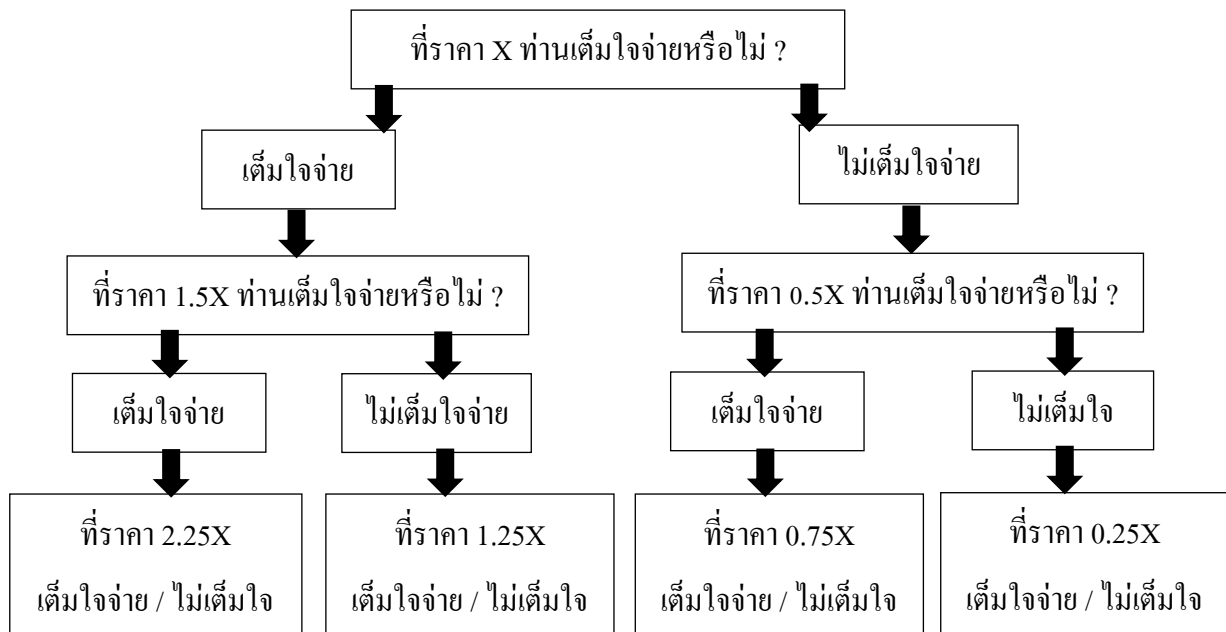 ที่ราคา X ท่านเต็มใจจ่ายหรือไม่ ?
เต็มใจจ่าย
ไม่เต็มใจจ่าย
ที่ราคา 1.5X ท่านเต็มใจจ่ายหรือไม่ ?
ที่ราคา 0.5X ท่านเต็มใจจ่ายหรือไม่ ?
เต็มใจจ่าย
ไม่เต็มใจจ่าย
เต็มใจจ่าย
ไม่เต็มใจ
ที่ราคา 2.25X
เต็มใจจ่าย / ไม่เต็มใจ
ที่ราคา 1.25X
เต็มใจจ่าย / ไม่เต็มใจ
ที่ราคา 0.75X
เต็มใจจ่าย / ไม่เต็มใจ
ที่ราคา 0.25X
เต็มใจจ่าย / ไม่เต็มใจ